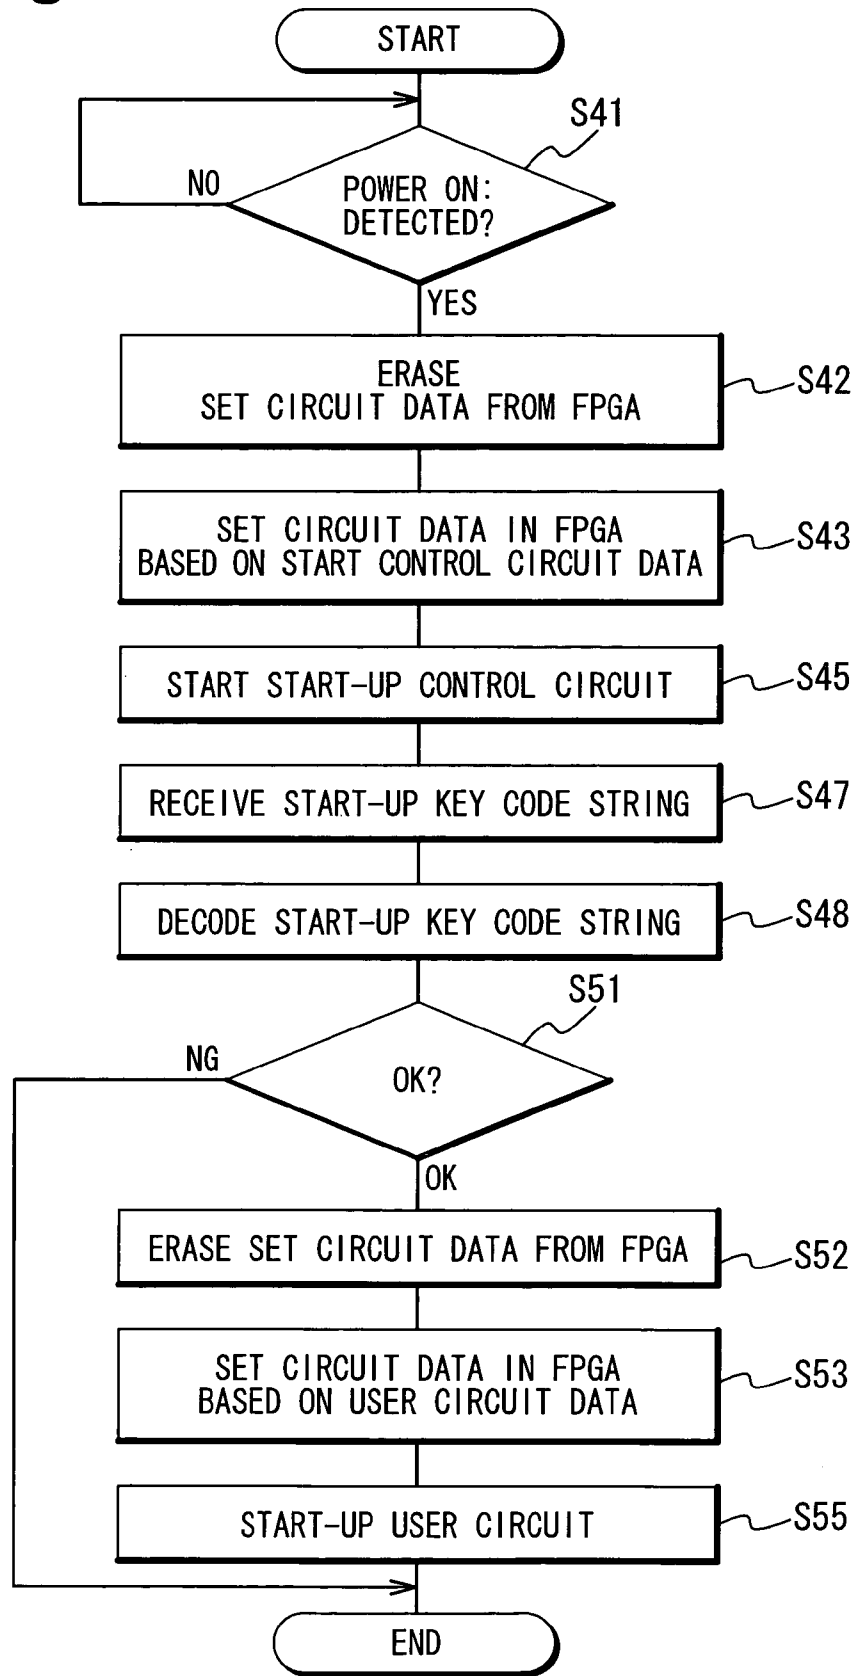 START
S41
NO
POWER ON:
DETECTED?
YES
ERASE
SET CIRCUIT DATA FROM FPGA
S42
SET CIRCUIT DATA IN FPGA
BASED ON START CONTROL CIRCUIT DATA
S43
START START-UP CONTROL CIRCUIT
S45
RECEIVE START-UP KEY CODE STRING
S47
DECODE START-UP KEY CODE STRING
S48
S51
NG
OK?
OK
ERASE SET CIRCUIT DATA FROM FPGA
S52
SET CIRCUIT DATA IN FPGA
BASED ON USER CIRCUIT DATA
S53
START-UP USER CIRCUIT
S55
END